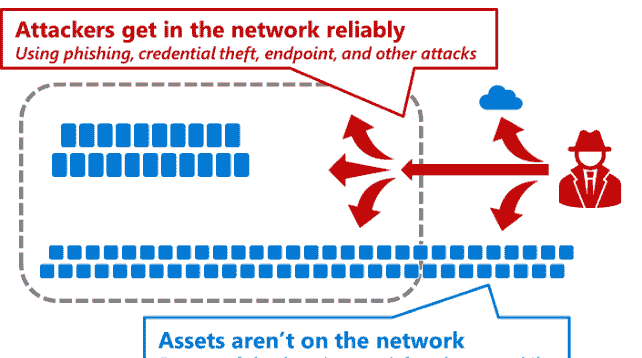 Attackers get in the network reliably
Using phishing, credential theft, endpoint, and other attacks
Assets aren't on the network